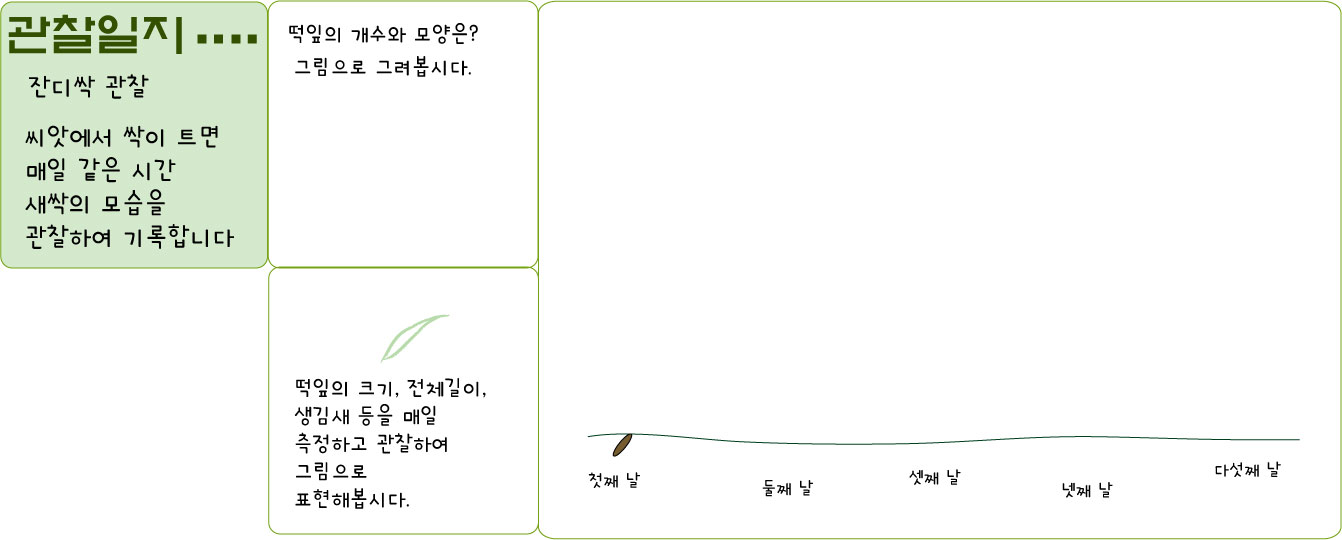 관찰일지 ....
잔디싹 관찰
씨앗에서 싹이 트면
매일 같은 시간
새싹의 모습을
관찰하여 기록합니다
떡잎의 개수와 모양은?
그림으로 그려봅시다.
떡잎의 크기, 전체길이,
생김새 등을 매일
측정하고 관찰하여
그림으로
표현해봅시다.
첫째 날
둘째 날
셋째 날
넷째 날
다섯째 날